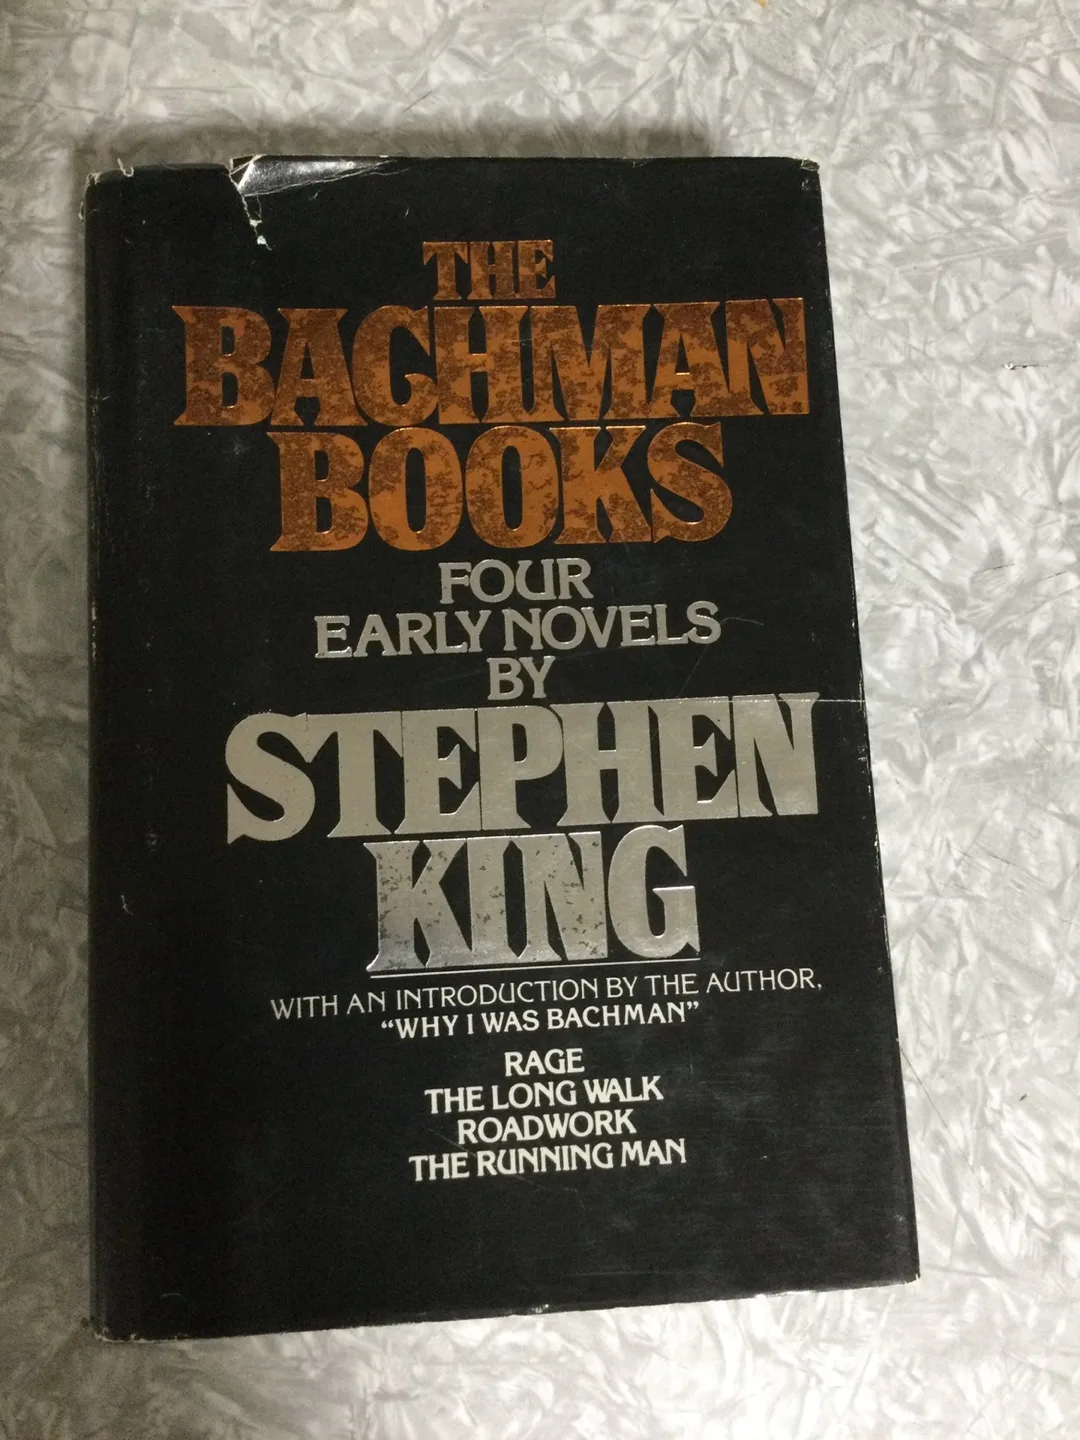 THE
BACHMAN
BOOKS
FOUR
EARLY NOVELS
BY
STEPHEN
KING
WITH AN INTRODUCTION BY THE AUTHOR,
“WHY I WAS BACHMAN”
RAGE
THE LONG WALK
ROADWORK
THE RUNNING MAN